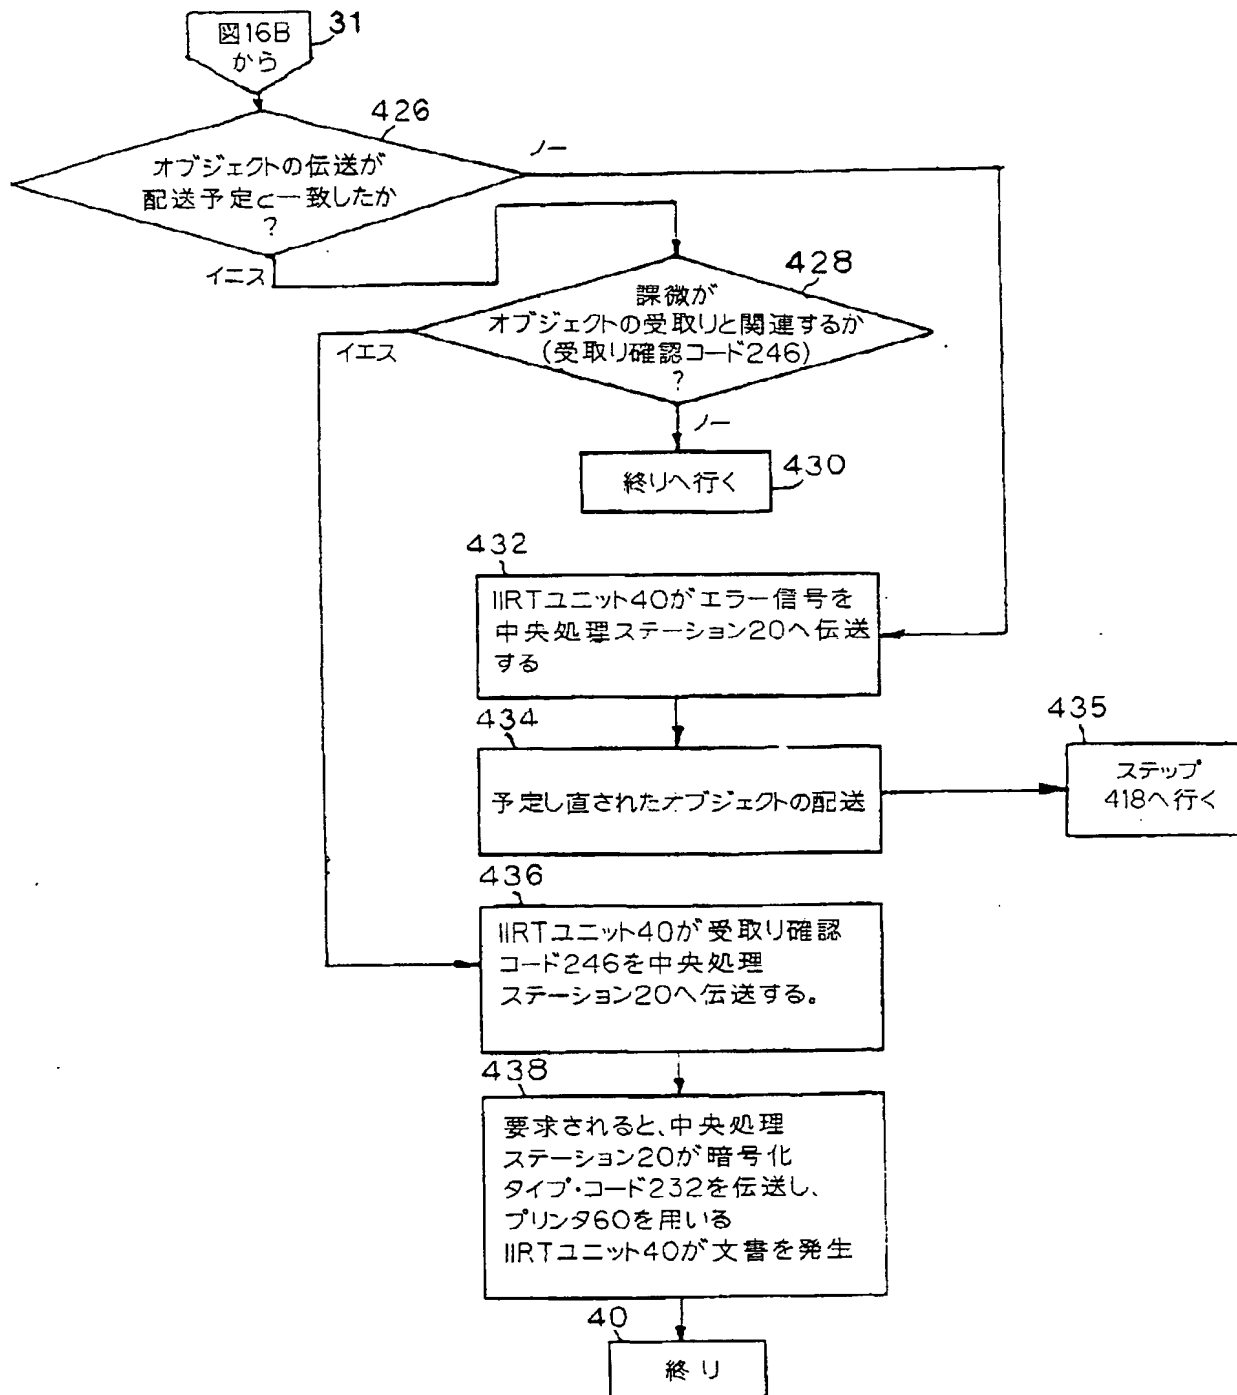 図16B
から
31
426
オブジェクトの伝送が
配送予定と一致したか
?
ノー
イエス
428
課徴が
オブジェクトの受取りと関連するか
(受取り確認コード246)
?
イエス
ノー
終りへ行く
430
432
IIRTユニット40がエラー信号を
中央処理ステーション20へ伝送
する
434
予定し直されたオブジェクトの配送
435
ステップ
418へ行く
436
IIRTユニット40が受取り確認
コード246を中央処理
ステーション20へ伝送する。
438
要求されると、中央処理
ステーション20が暗号化
タイプ・コード232を伝送し、
プリンタ60を用いる
IIRTユニット40が文書を発生
40
終り